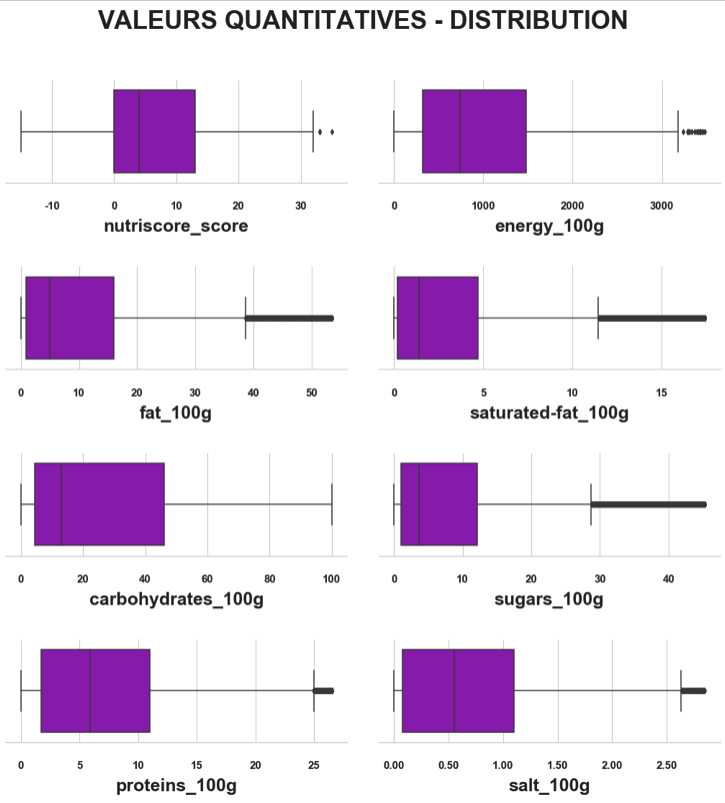 VALEURS QUANTITATIVES - DISTRIBUTION
-10 0 10 20 30
nutriscore_score
0 1000 2000 3000
energy_100g
0 10 20 30 40 50
fat_100g
0 5 10 15
saturated-fat_100g
0 20 40 60 80 100
carbohydrates_100g
0 10 20 30 40
sugars_100g
0 5 10 15 20 25
proteins_100g
0.00 0.50 1.00 1.50 2.00 2.50
salt_100g